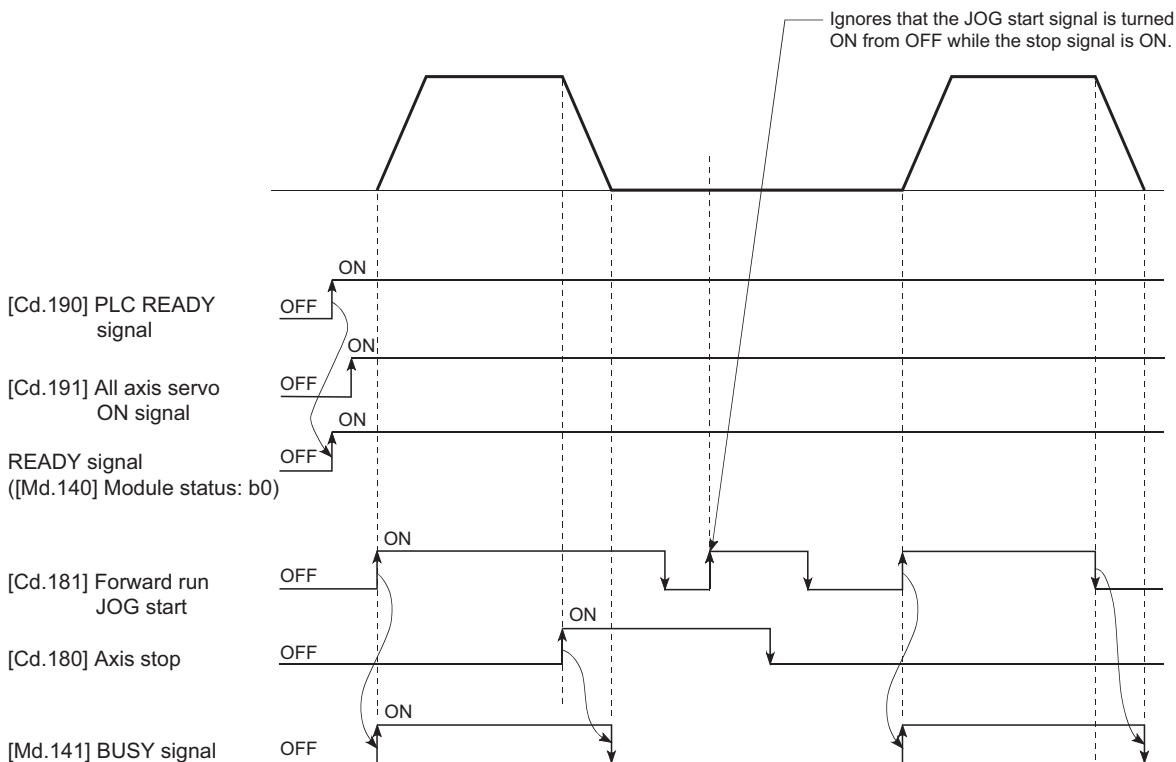 Ignores that the JOG start signal is turned
ON from OFF while the stop signal is ON.
ON
[Cd.190] PLC READY
signal
OFF
ON
[Cd.191] All axis servo
ON signal
OFF
ON
READY signal
([Md.140] Module status: b0)
OFF
ON
[Cd.181] Forward run
JOG start
OFF
ON
[Cd.180] Axis stop
OFF
ON
[Md.141] BUSY signal
OFF